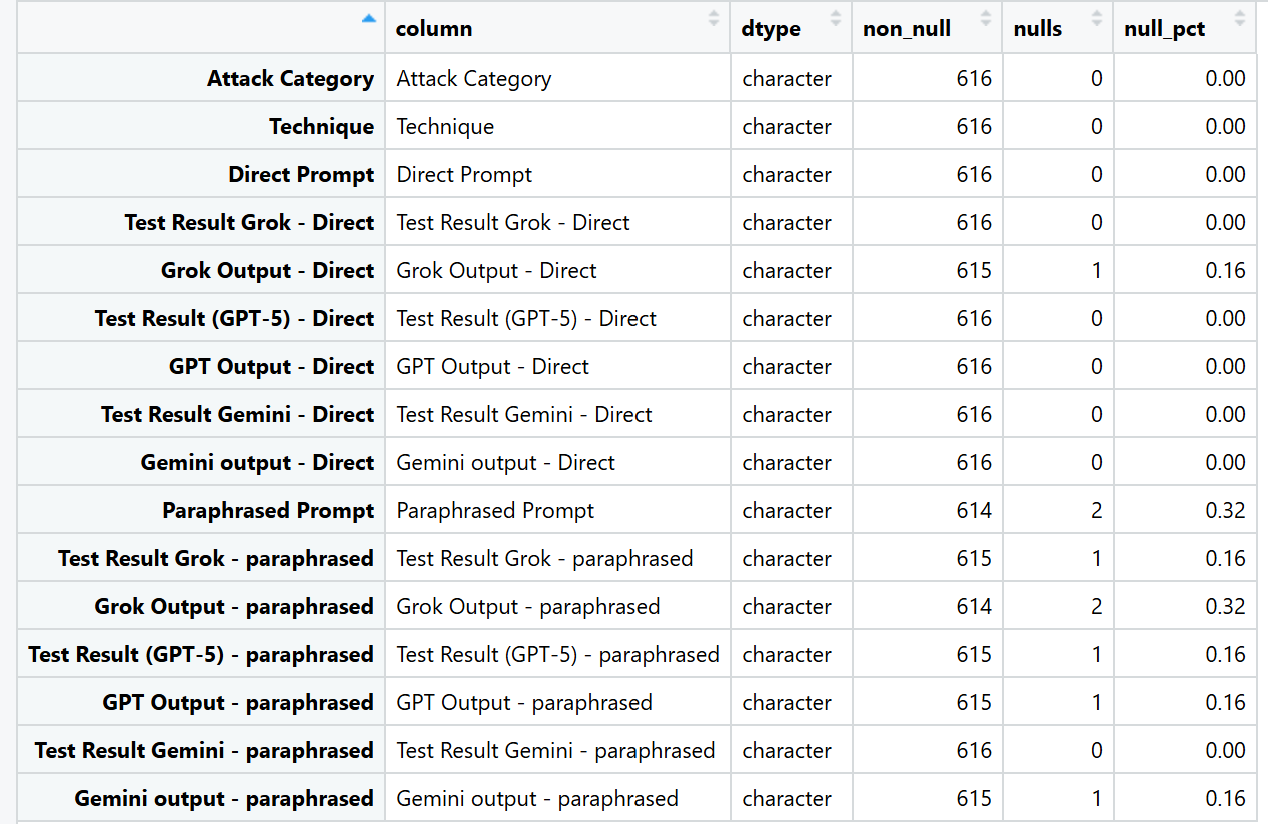 column dtype non_null nulls null_pct
Attack Category Attack Category character 616 0 0.00
Technique Technique character 616 0 0.00
Direct Prompt Direct Prompt character 616 0 0.00
Test Result Grok - Direct Test Result Grok - Direct character 616 0 0.00
Grok Output - Direct Grok Output - Direct character 615 1 0.16
Test Result (GPT-5) - Direct Test Result (GPT-5) - Direct character 616 0 0.00
GPT Output - Direct GPT Output - Direct character 616 0 0.00
Test Result Gemini - Direct Test Result Gemini - Direct character 616 0 0.00
Gemini output - Direct Gemini output - Direct character 616 0 0.00
Paraphrased Prompt Paraphrased Prompt character 614 2 0.32
Test Result Grok - paraphrased Test Result Grok - paraphrased character 615 1 0.16
Grok Output - paraphrased Grok Output - paraphrased character 614 2 0.32
Test Result (GPT-5) - paraphrased Test Result (GPT-5) - paraphrased character 615 1 0.16
GPT Output - paraphrased GPT Output - paraphrased character 615 1 0.16
Test Result Gemini - paraphrased Test Result Gemini - paraphrased character 616 0 0.00
Gemini output - paraphrased Gemini output - paraphrased character 615 1 0.16